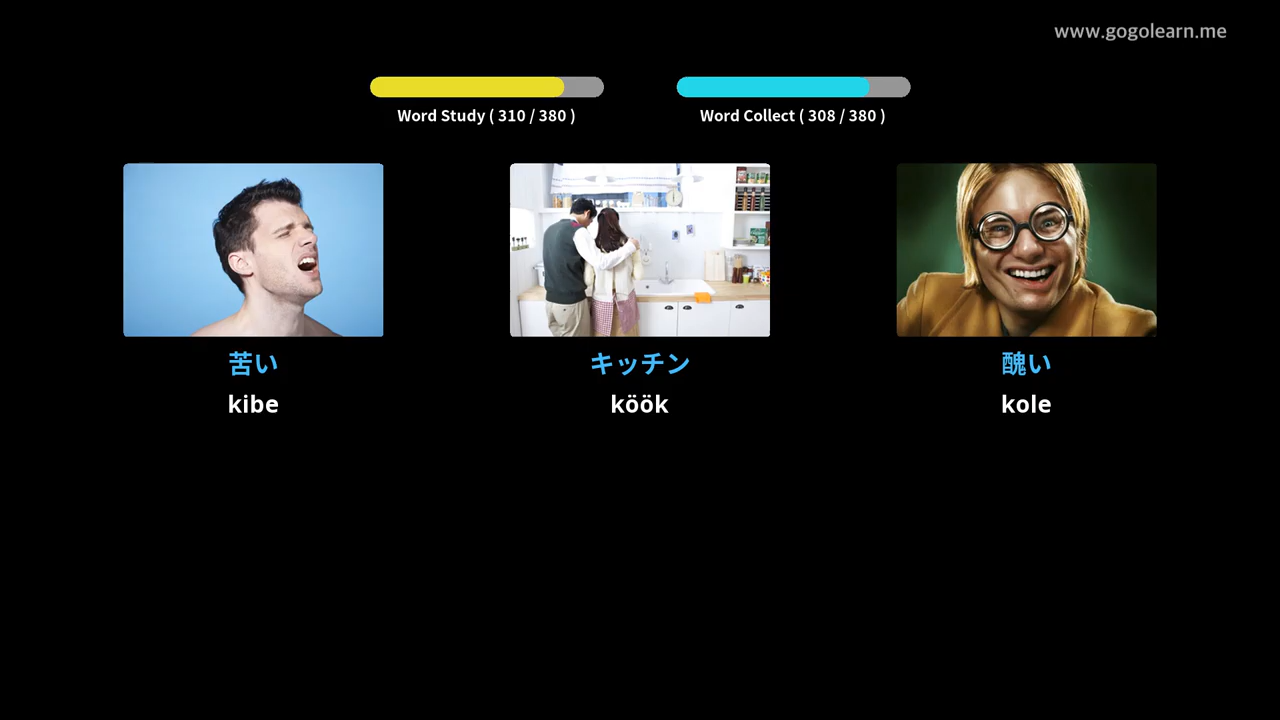 www.gogolearn.me
Word Study ( 310 / 380 )
Word Collect ( 308 / 380 )
苦い
キッチン
醜い
kibe
köök
kole